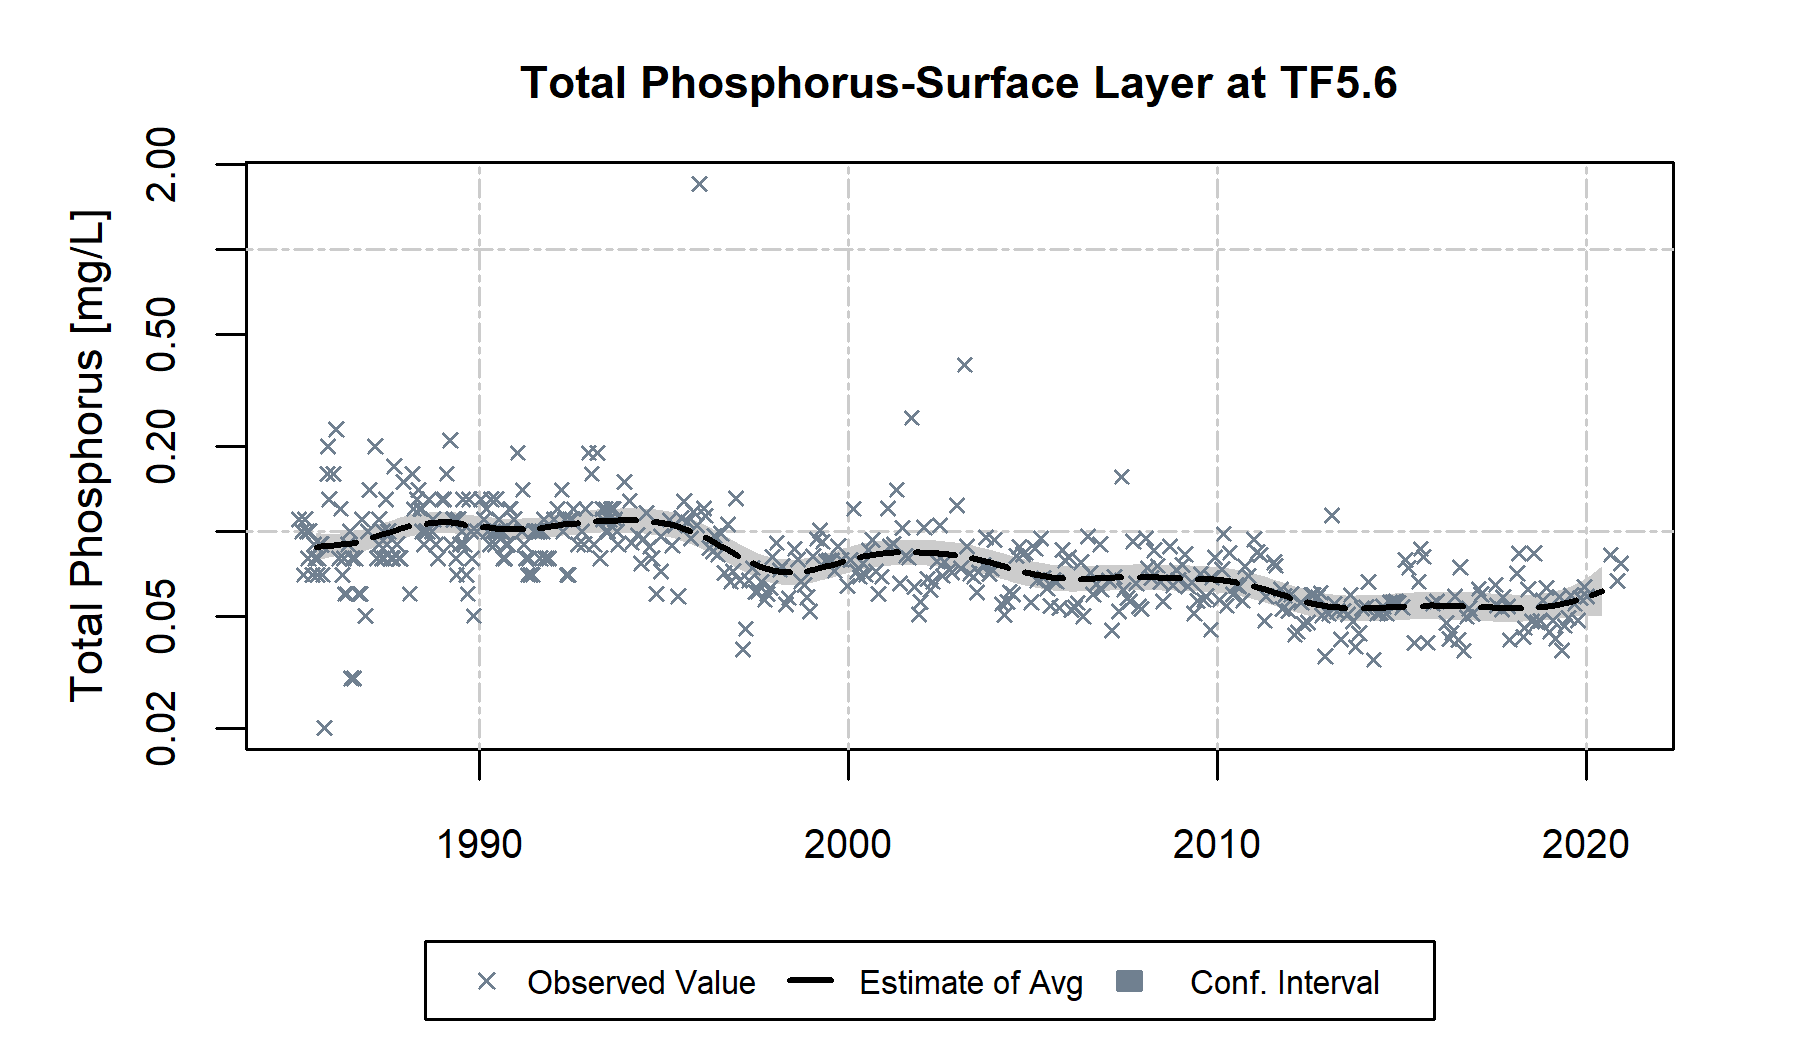 Total Phosphorus-Surface Layer at TF5.6
Total Phosphorus [mg/L]
2.00
0.50
0.20
0.05
0.02
1990 2000 2010 2020
Observed Value Estimate of Avg Conf. Interval